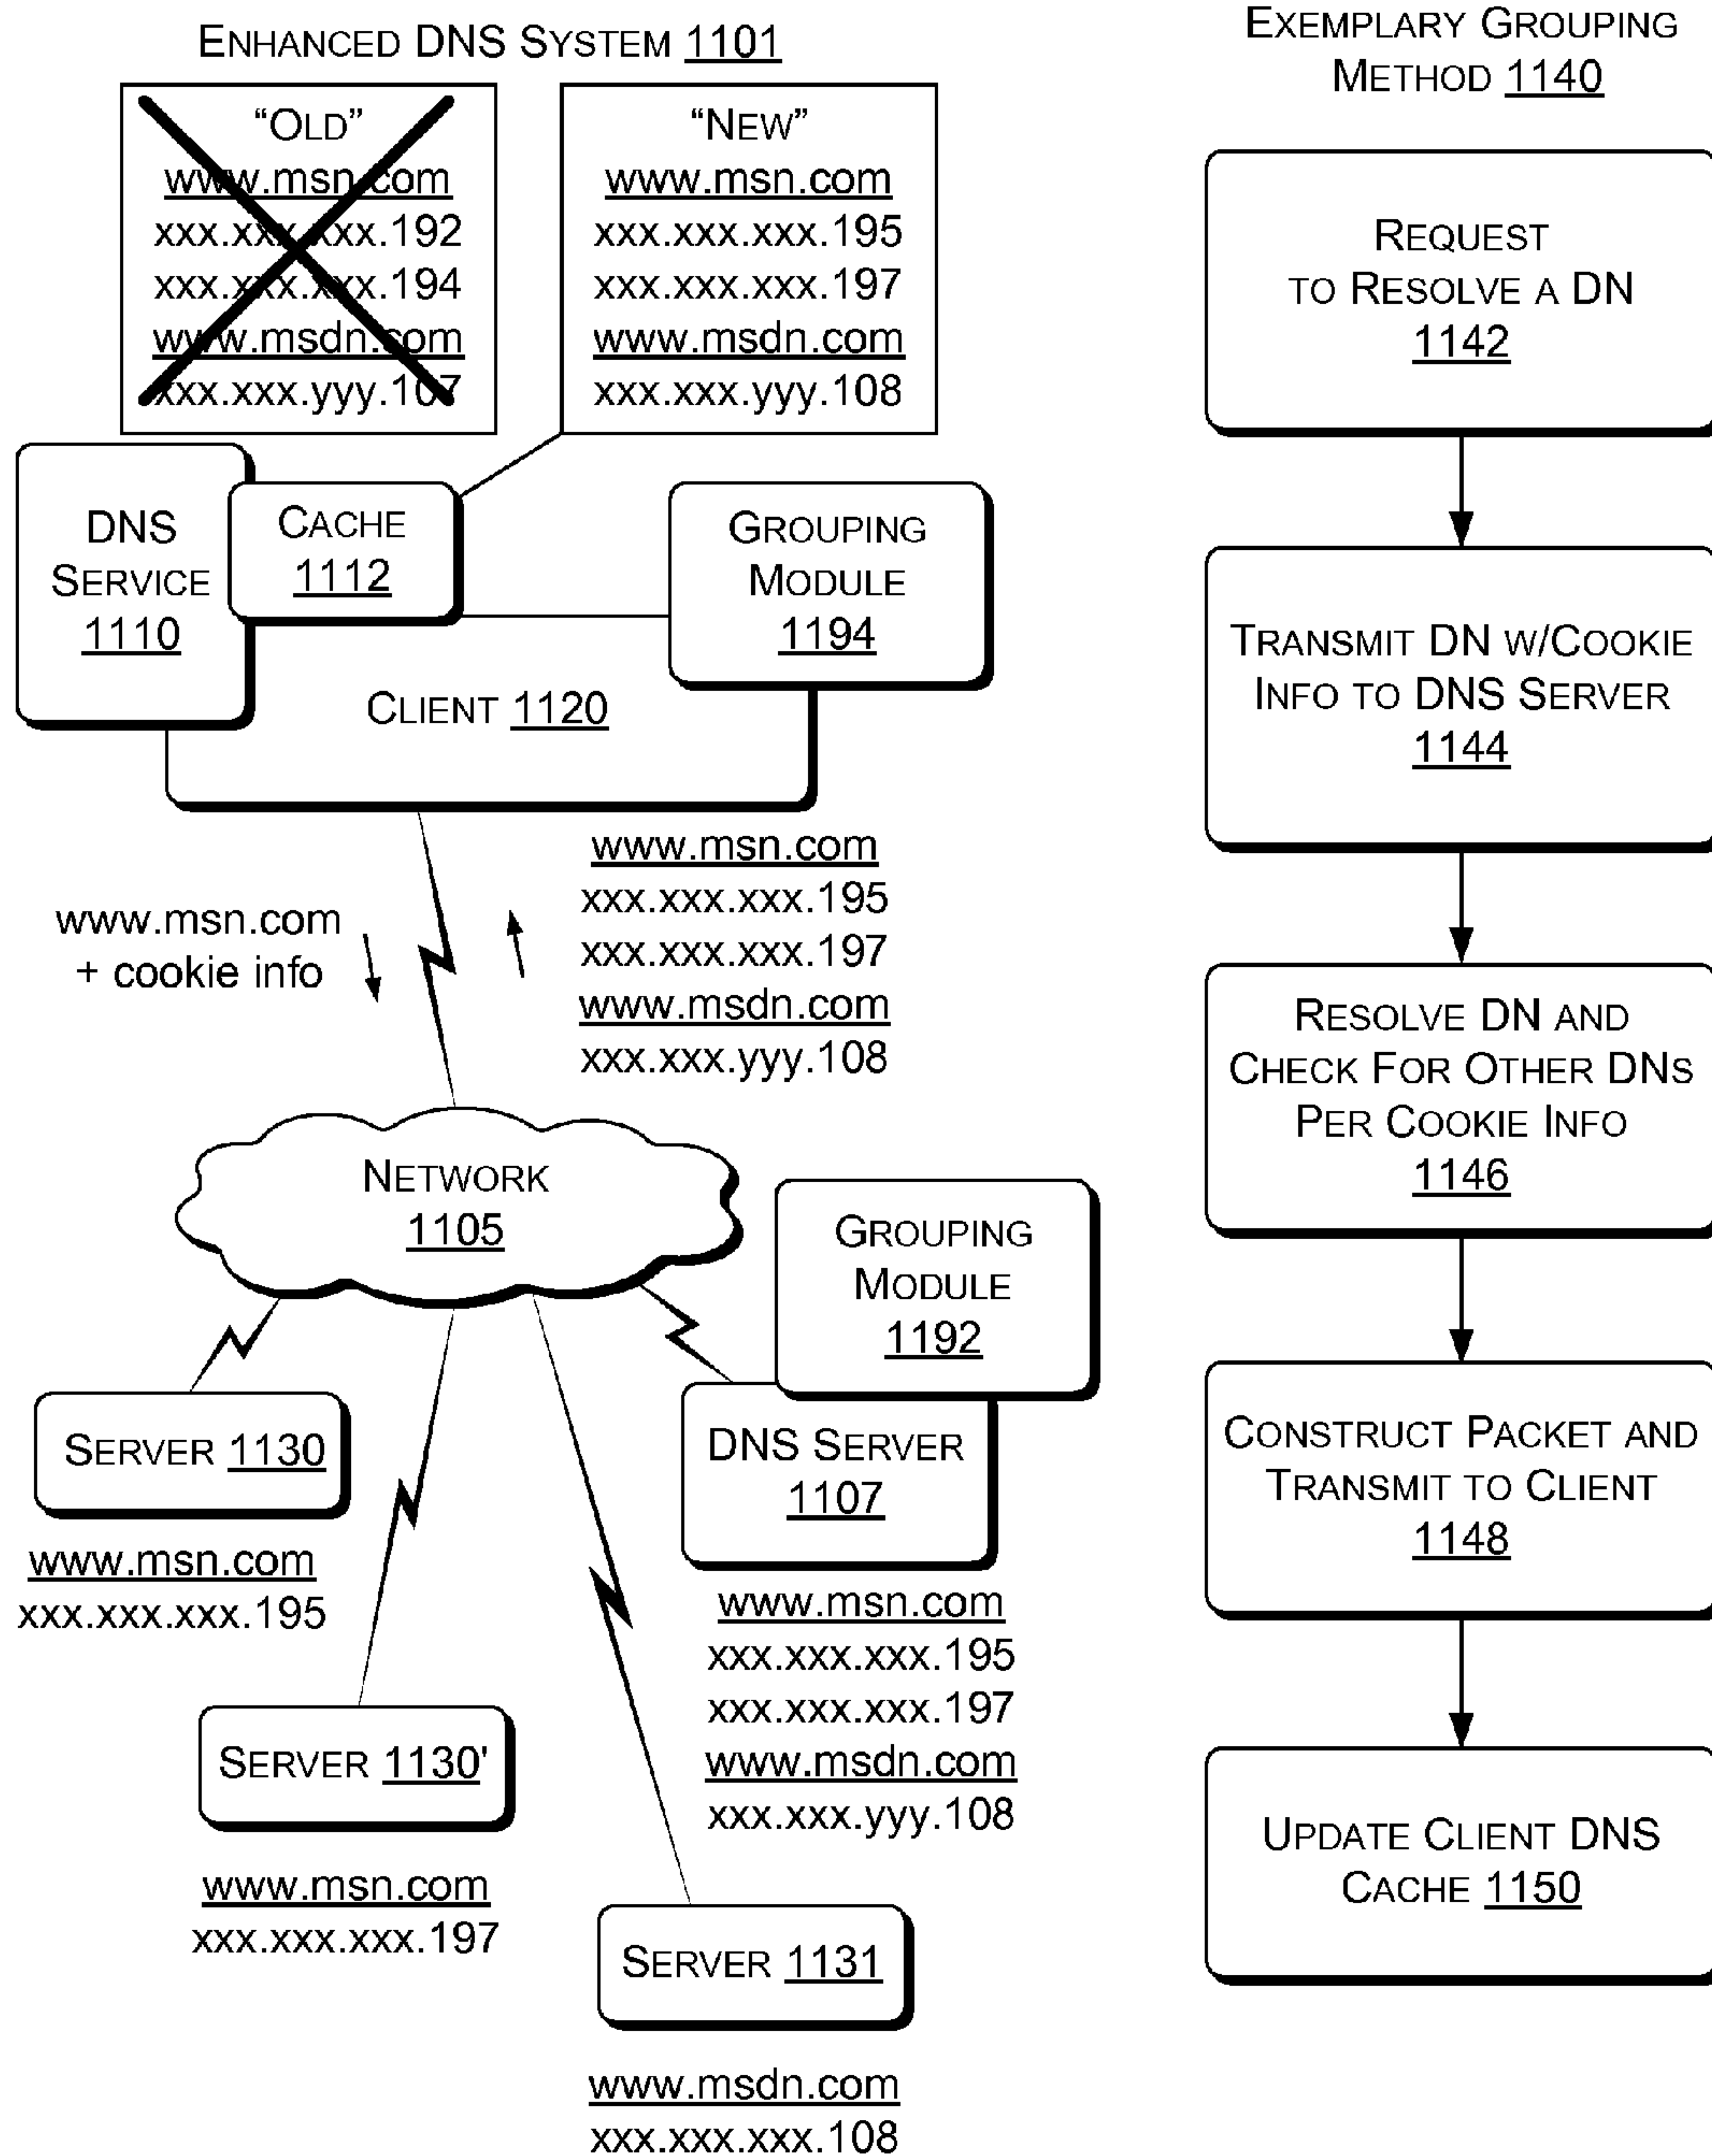 ENHANCED DNS SYSTEM 1101
"OLD"
www.msn.com
xxx.xxx.xxx.192
xxx.xxx.xxx.194
www.msdn.com
xxx.xxx.yyy.107
"NEW"
www.msn.com
xxx.xxx.xxx.195
xxx.xxx.xxx.197
www.msdn.com
xxx.xxx.yyy.108
DNS
SERVICE
1110
CACHE
1112
GROUPING
MODULE
1194
CLIENT 1120
www.msn.com
+ cookie info
www.msn.com
xxx.xxx.xxx.195
xxx.xxx.xxx.197
www.msdn.com
xxx.xxx.yyy.108
NETWORK
1105
GROUPING
MODULE
1192
DNS SERVER
1107
www.msn.com
xxx.xxx.xxx.195
xxx.xxx.xxx.197
www.msdn.com
xxx.xxx.yyy.108
SERVER 1130
www.msn.com
xxx.xxx.xxx.195
SERVER 1130'
www.msn.com
xxx.xxx.xxx.197
SERVER 1131
www.msdn.com
xxx.xxx.xxx.108
EXEMPLARY GROUPING
METHOD 1140
REQUEST
TO RESOLVE A DN
1142
TRANSMIT DN W/COOKIE
INFO TO DNS SERVER
1144
RESOLVE DN AND
CHECK FOR OTHER DNS
PER COOKIE INFO
1146
CONSTRUCT PACKET AND
TRANSMIT TO CLIENT
1148
UPDATE CLIENT DNS
CACHE 1150